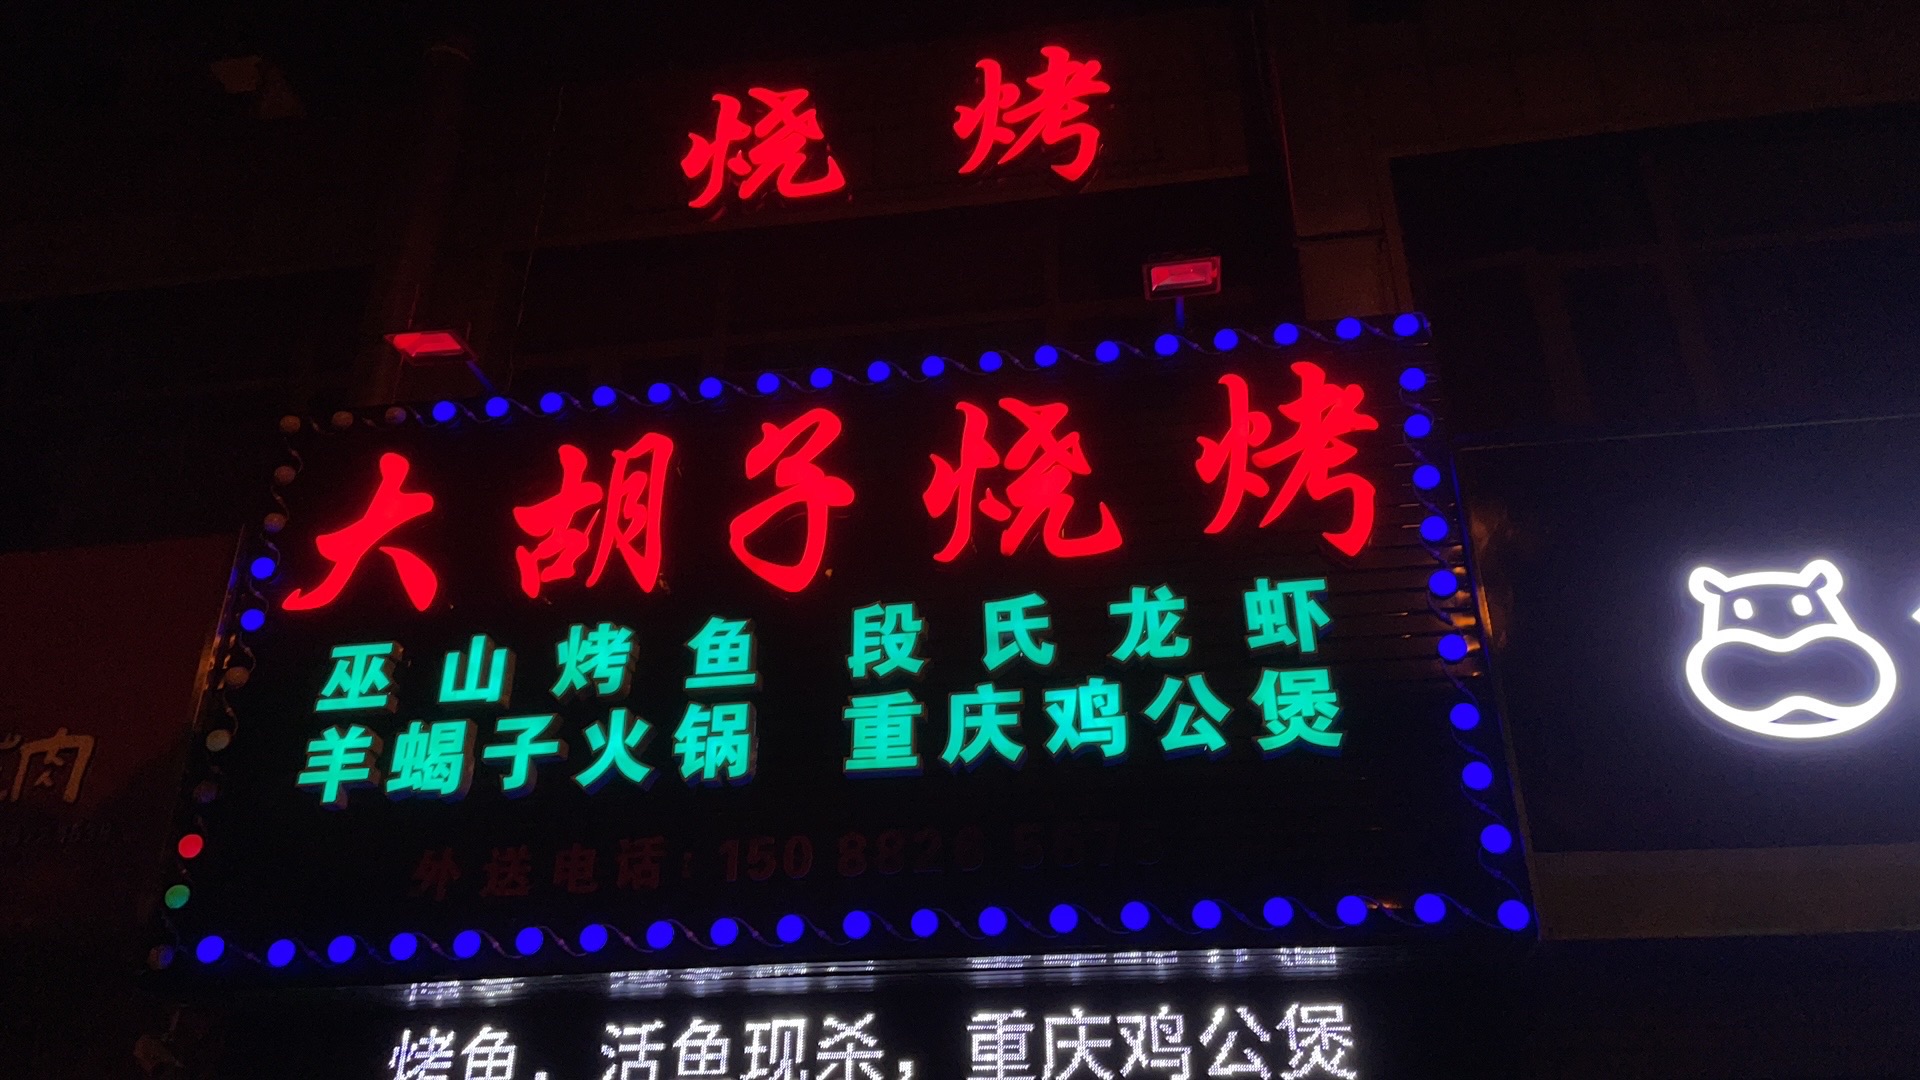 烧烤
大胡子烧烤
巫山烤鱼 段氏龙虾
羊蝎子火锅 重庆鸡公煲
外送电话:150 8826
烤鱼，活鱼现杀，重庆鸡公煲
肉